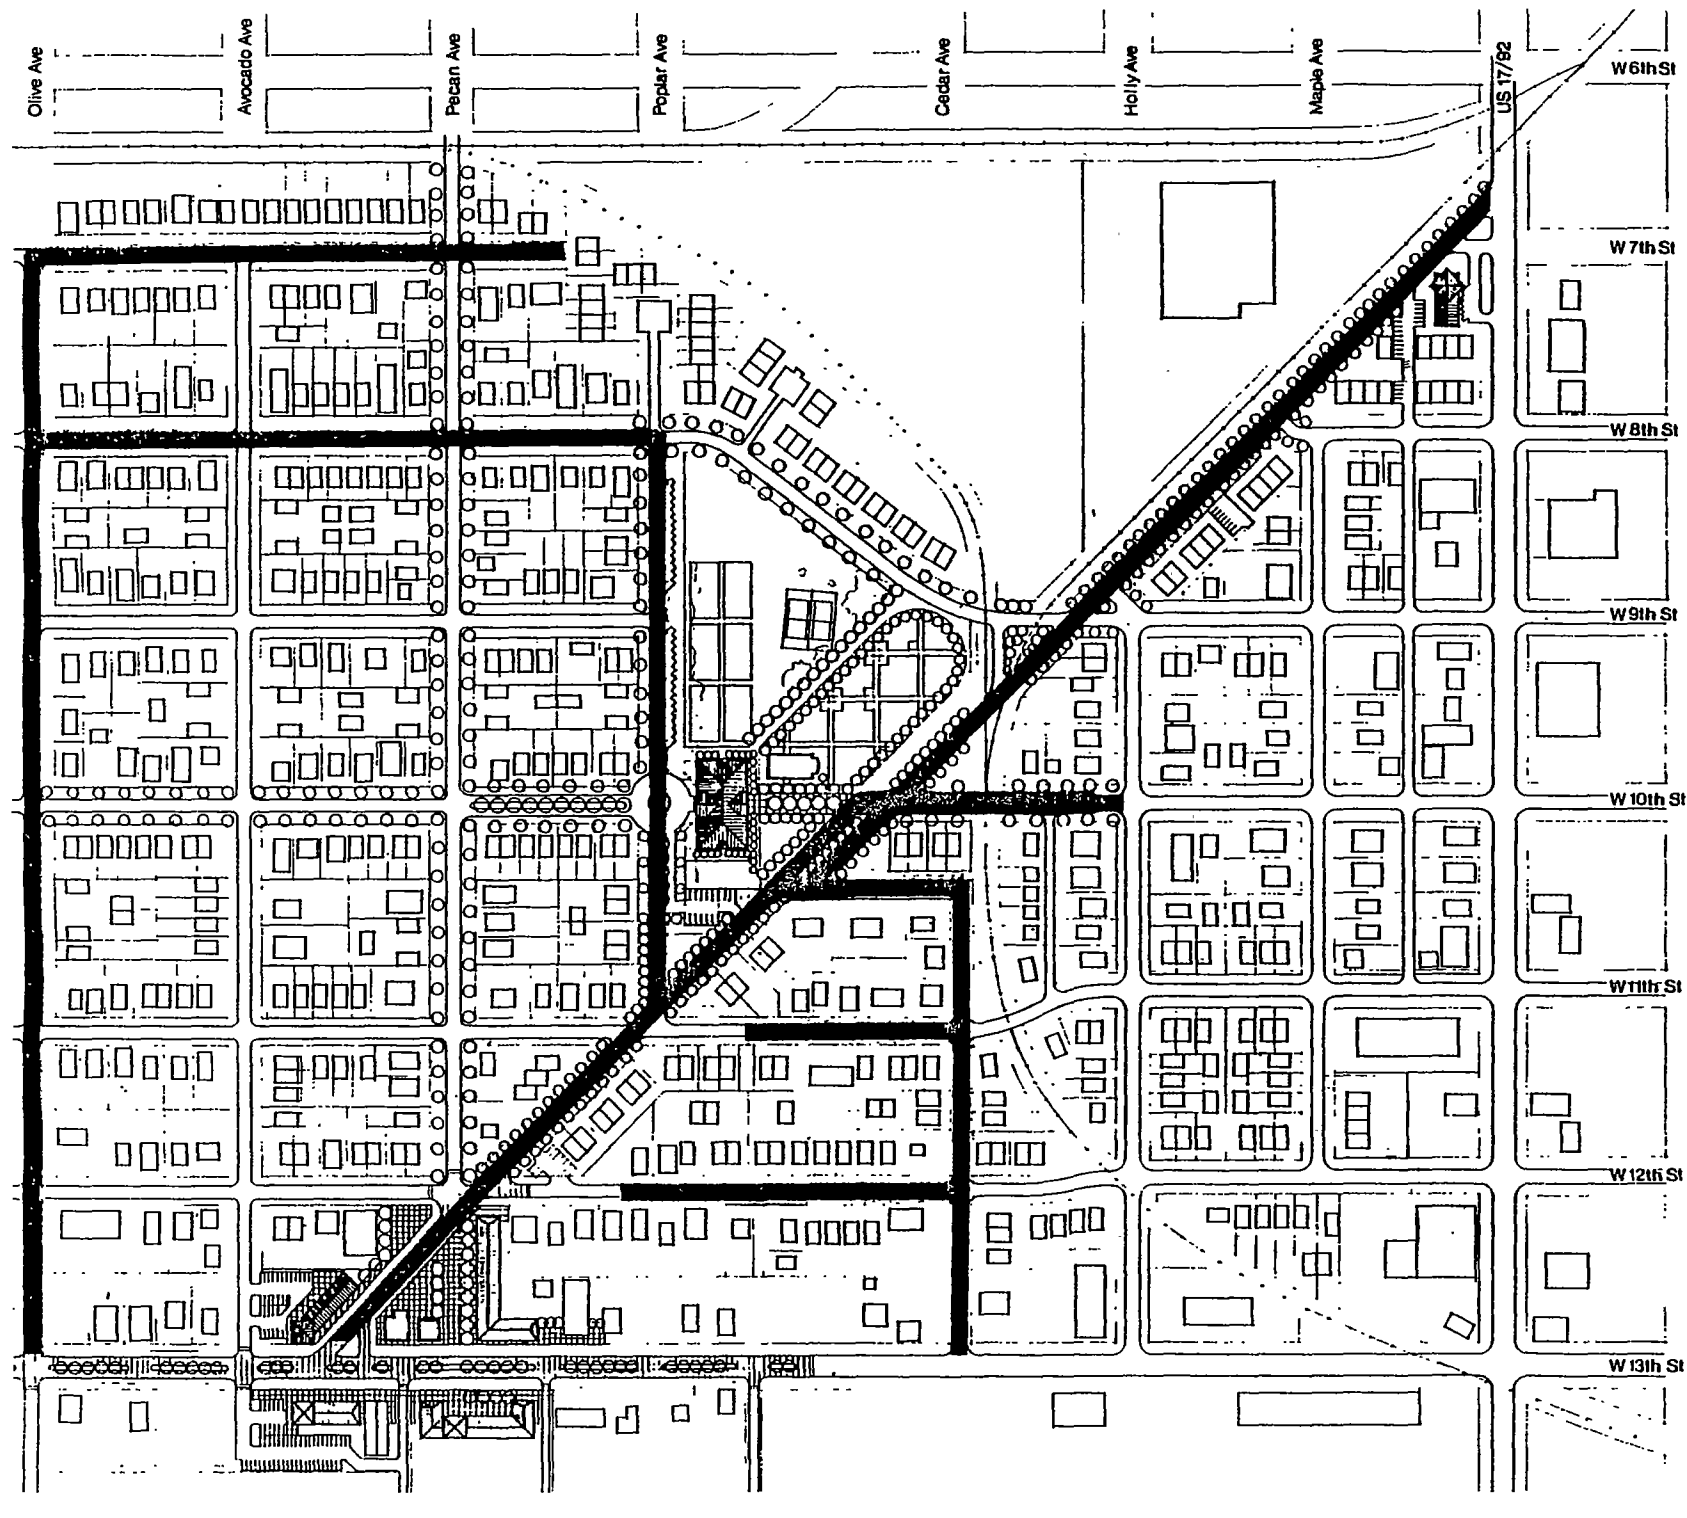 Olive Ave
Avocado Ave
Pecan Ave
Poplar Ave
Cedar Ave
Holly Ave
Maple Ave
US 17/92
W 6th St
W 7th St
W 8th St
W 9th St
W 10th St
W 11th St
W 12th St
W 13th St